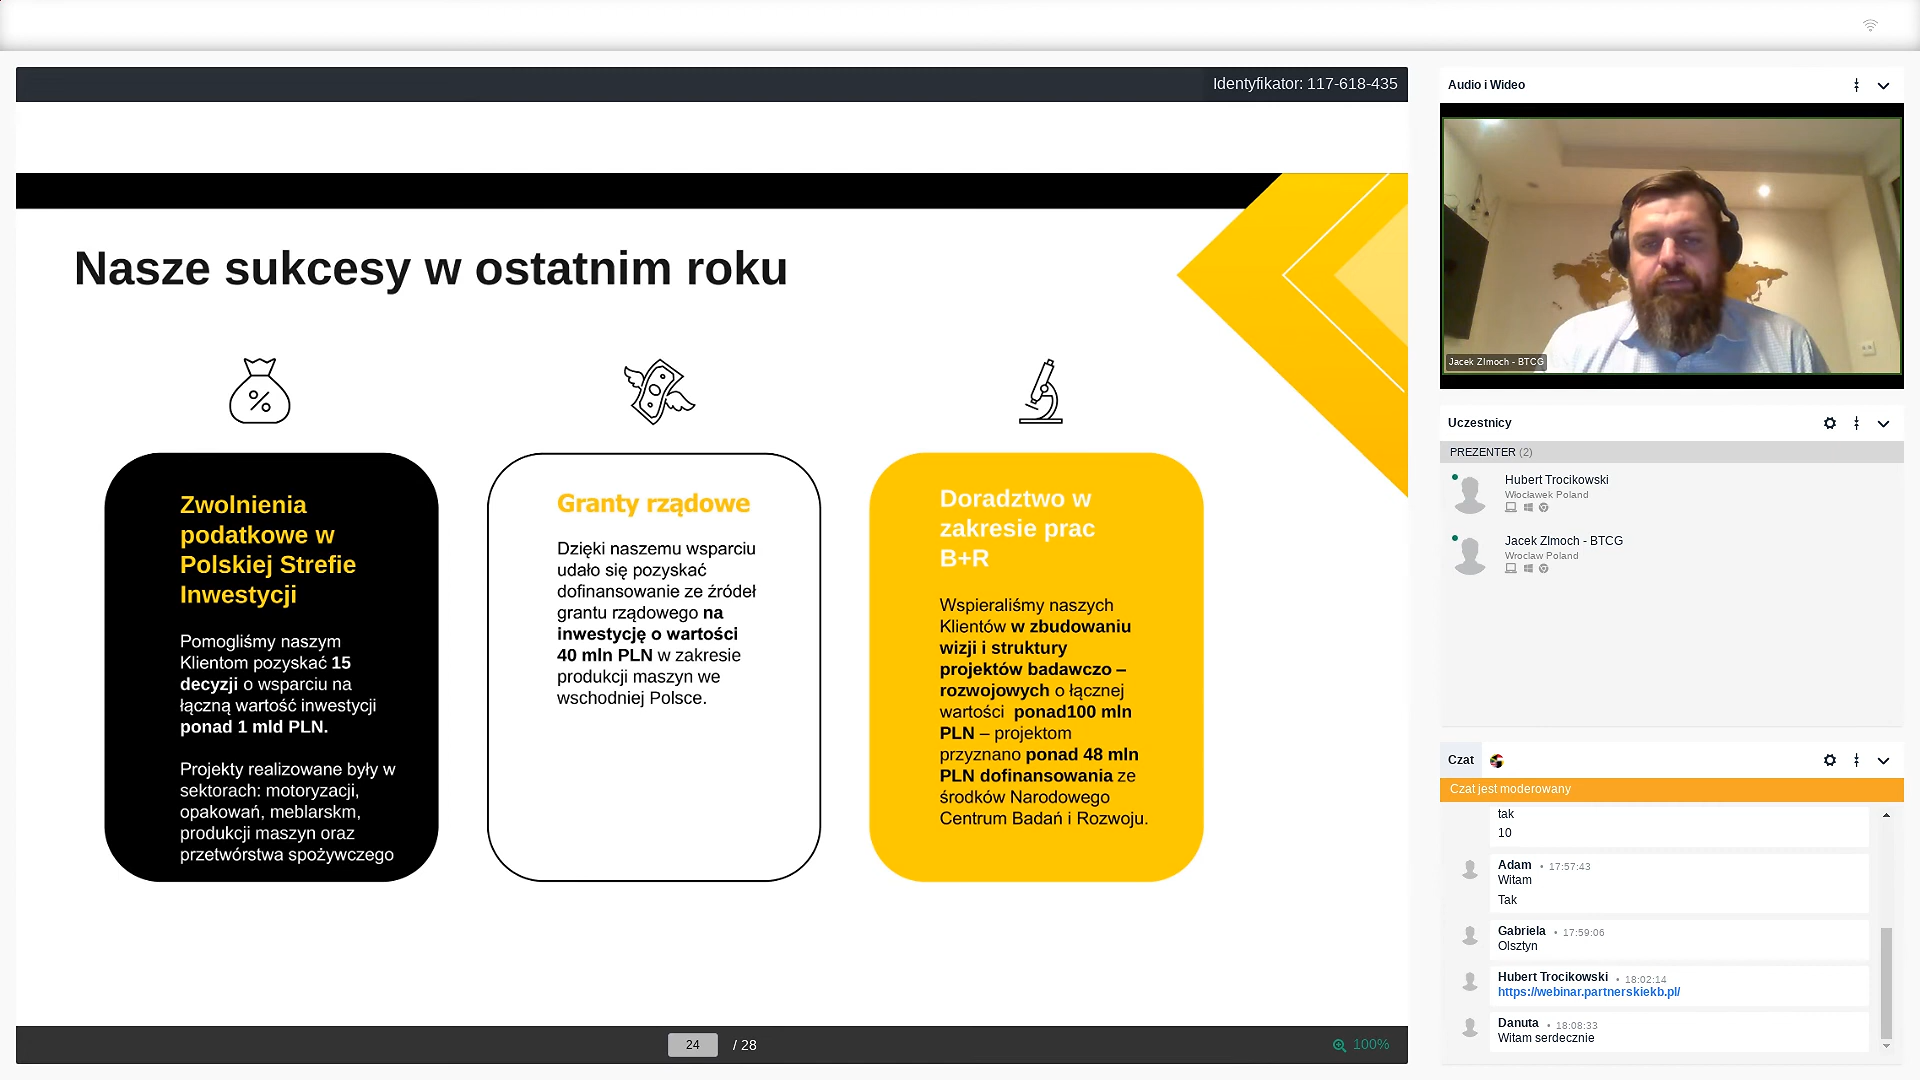 Identyfikator: 117-618-435
Nasze sukcesy w ostatnim roku
Zwolnienia
podatkowe w
Polskiej Strefie
Inwestycji
Pomogliśmy naszym
Klientom pozyskać 15
decyzji o wsparciu na
łączną wartość inwestycji
ponad 1 mld PLN.
Projekty realizowane były w
sektorach: motoryzacji,
opakowań, meblarskm,
produkcji maszyn oraz
przetwórstwa spożywczego
Granty rządowe
Dzięki naszemu wsparciu
udało się pozyskać
dofinansowanie ze źródeł
grantu rządowego na
inwestycję o wartości
40 mln PLN w zakresie
produkcji maszyn we
wschodniej Polsce.
Doradztwo w
zakresie prac
B+R
Wspieraliśmy naszych
Klientów w zbudowaniu
wizji i struktury
projektów badawczo –
rozwojowych o łącznej
wartości ponad100 mln
PLN – projektom
przyznano ponad 48 mln
PLN dofinansowania ze
środków Narodowego
Centrum Badań i Rozwoju.
24 / 28
100%
Audio i Wideo
Jacek ZImoch - BTCG
Uczestnicy
PREZENTER (2)
Hubert Trocikowski
Włocławek Poland
Jacek ZImoch - BTCG
Wroclaw Poland
Czat
Czat jest moderowany
tak
10
Adam • 17:57:43
Witam
Tak
Gabriela • 17:59:06
Olsztyn
Hubert Trocikowski • 18:02:14
https://webinar.partnerskiekb.pl/
Danuta • 18:08:33
Witam serdecznie